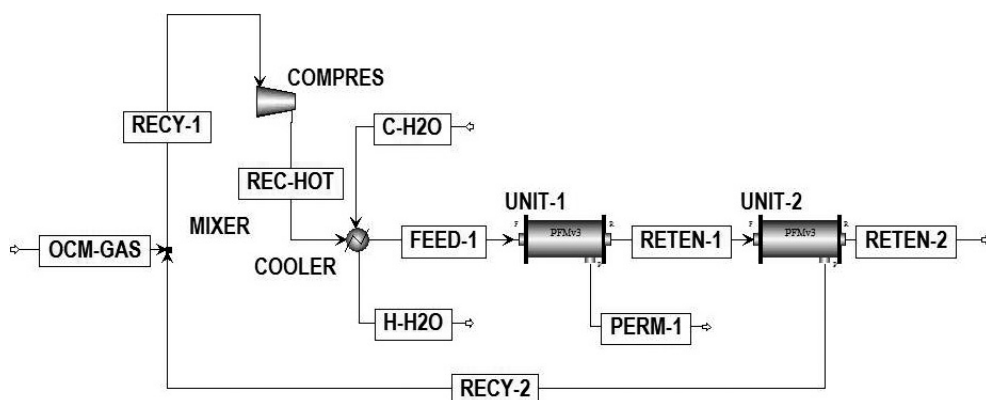 COMPRES
RECY-1
C-H2O
REC-HOT
UNIT-1
UNIT-2
MIXER
F
PFMv3
R
F
PFMv3
R
OCM-GAS
FEED-1
RETEN-1
RETEN-2
COOLER
P
P
H-H2O
PERM-1
RECY-2